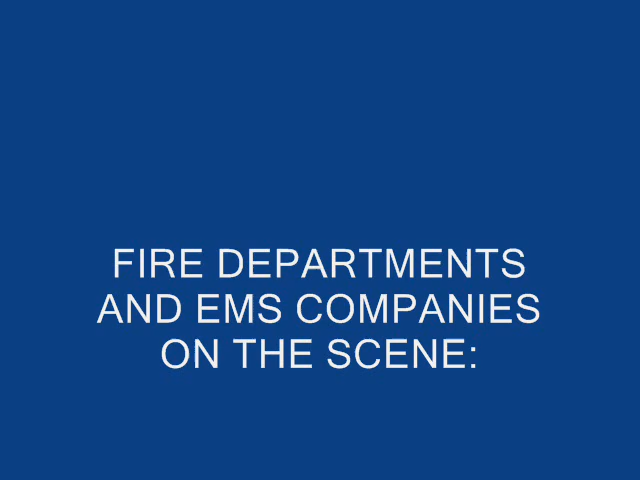 FIRE DEPARTMENTS
AND EMS COMPANIES
ON THE SCENE: